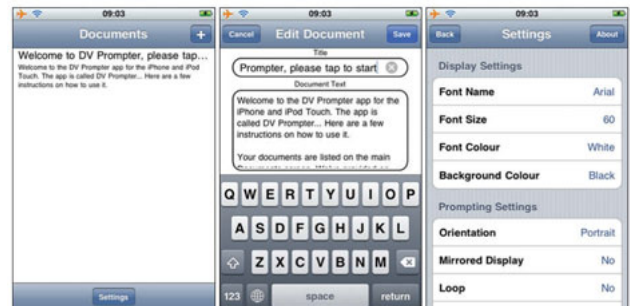 09:03
Documents
+
Welcome to DV Prompter, please tap...
Welcome to the DV Prompter app for the iPhone and iPod
Touch. The app is called DV Prompter... Here are a few
instructions on how to use it.
Settings
09:03
Cancel
Edit Document
Save
Title
Prompter, please tap to start
Document Text
Welcome to the DV Prompter app for the
iPhone and iPod Touch. The app is
called DV Prompter... Here are a few
instructions on how to use it.
Your documents are listed on the main
Q W E R T Y U I O P
A S D F G H J K L
Z X C V B N M
123
space
return
09:03
Back
Settings
About
Display Settings
Font Name Arial
Font Size 60
Font Colour White
Background Colour Black
Prompting Settings
Orientation Portrait
Mirrored Display No
Loop No